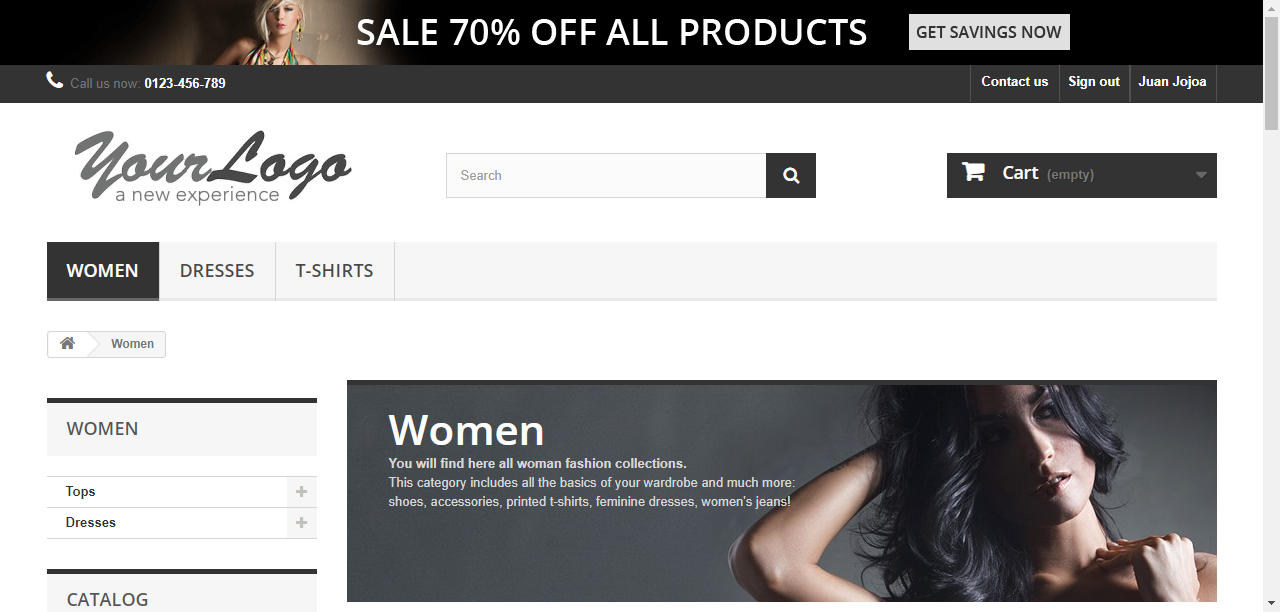 SALE 70% OFF ALL PRODUCTS GET SAVINGS NOW
Call us now: 0123-456-789 Contact us Sign out Juan Jojoa
YourLogo
a new experience
Search Cart (empty)
WOMEN DRESSES T-SHIRTS
Women
WOMEN
Tops
Dresses
CATALOG
Women
You will find here all woman fashion collections.
This category includes all the basics of your wardrobe and much more:
shoes, accessories, printed t-shirts, feminine dresses, women's jeans!